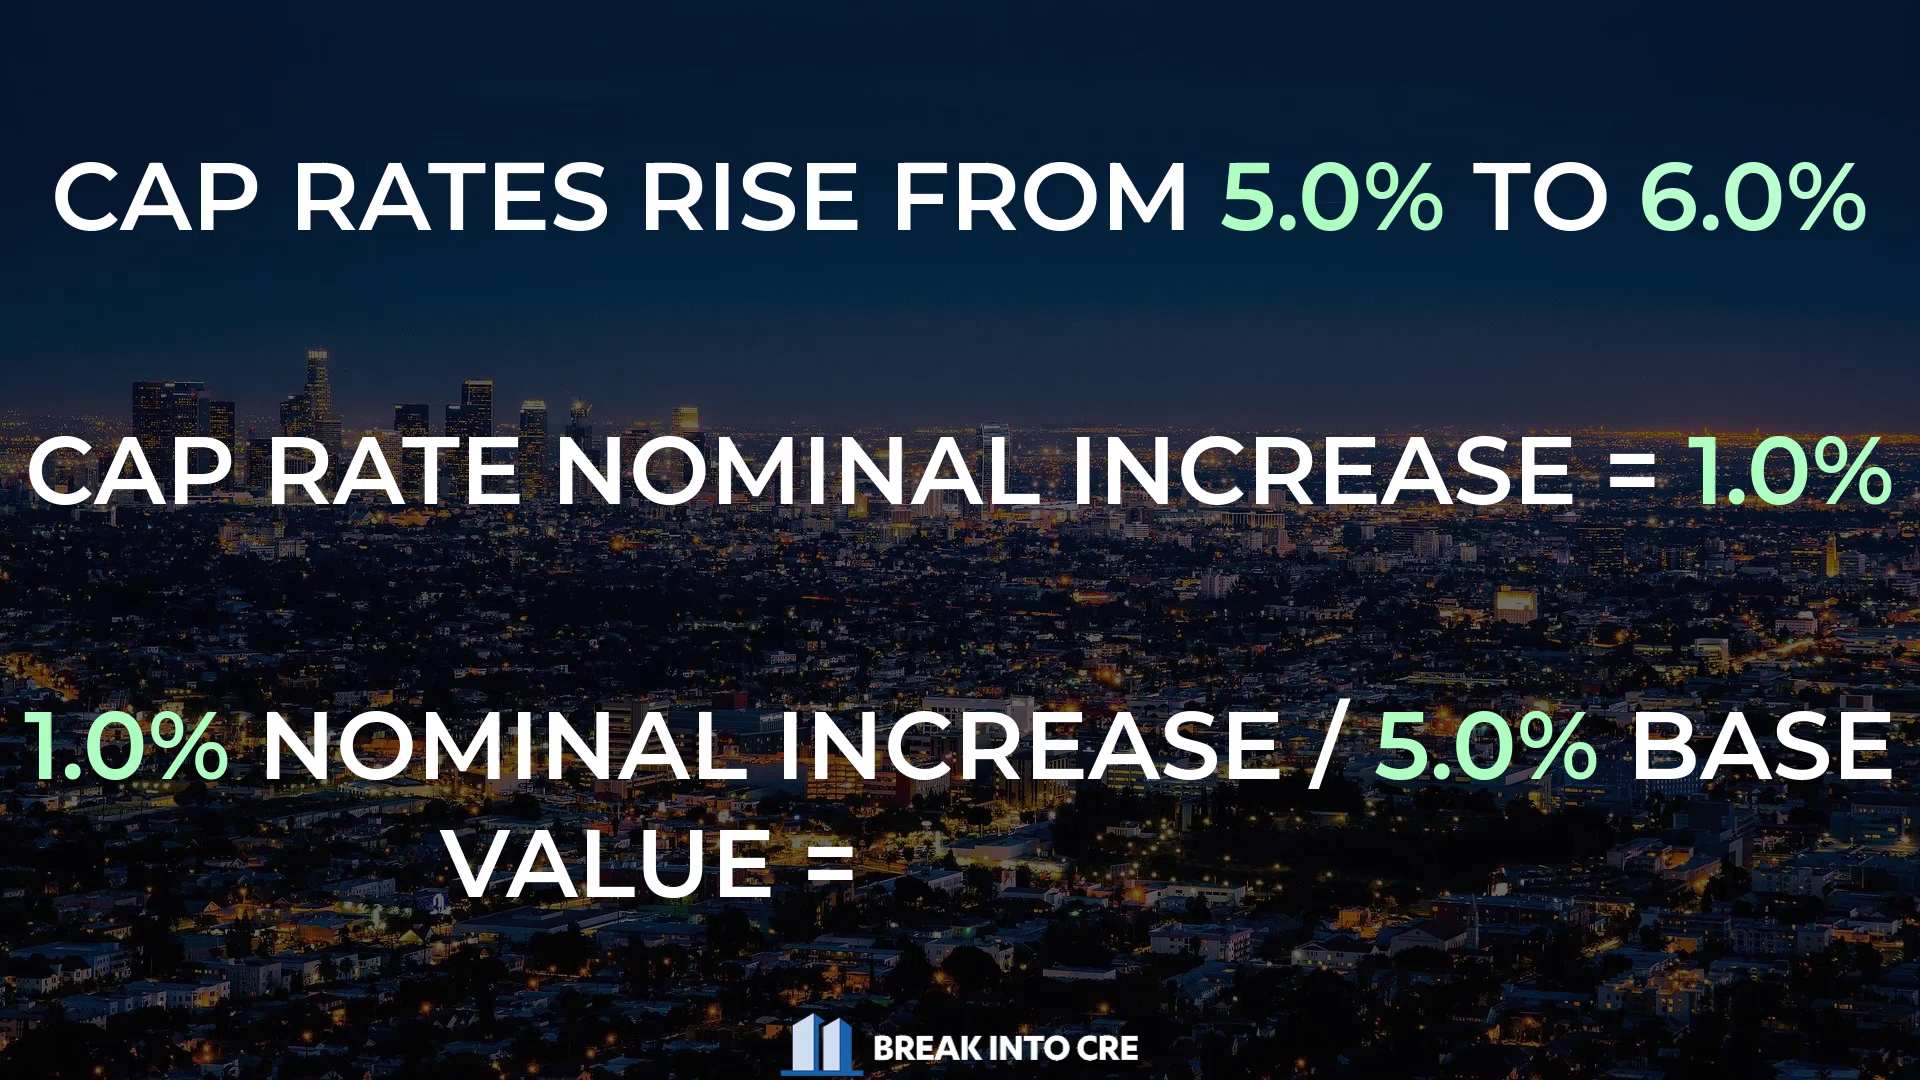 CAP RATES RISE FROM 5.0% TO 6.0%
CAP RATE NOMINAL INCREASE = 1.0%
1.0% NOMINAL INCREASE / 5.0% BASE
VALUE =
BREAK INTO CRE